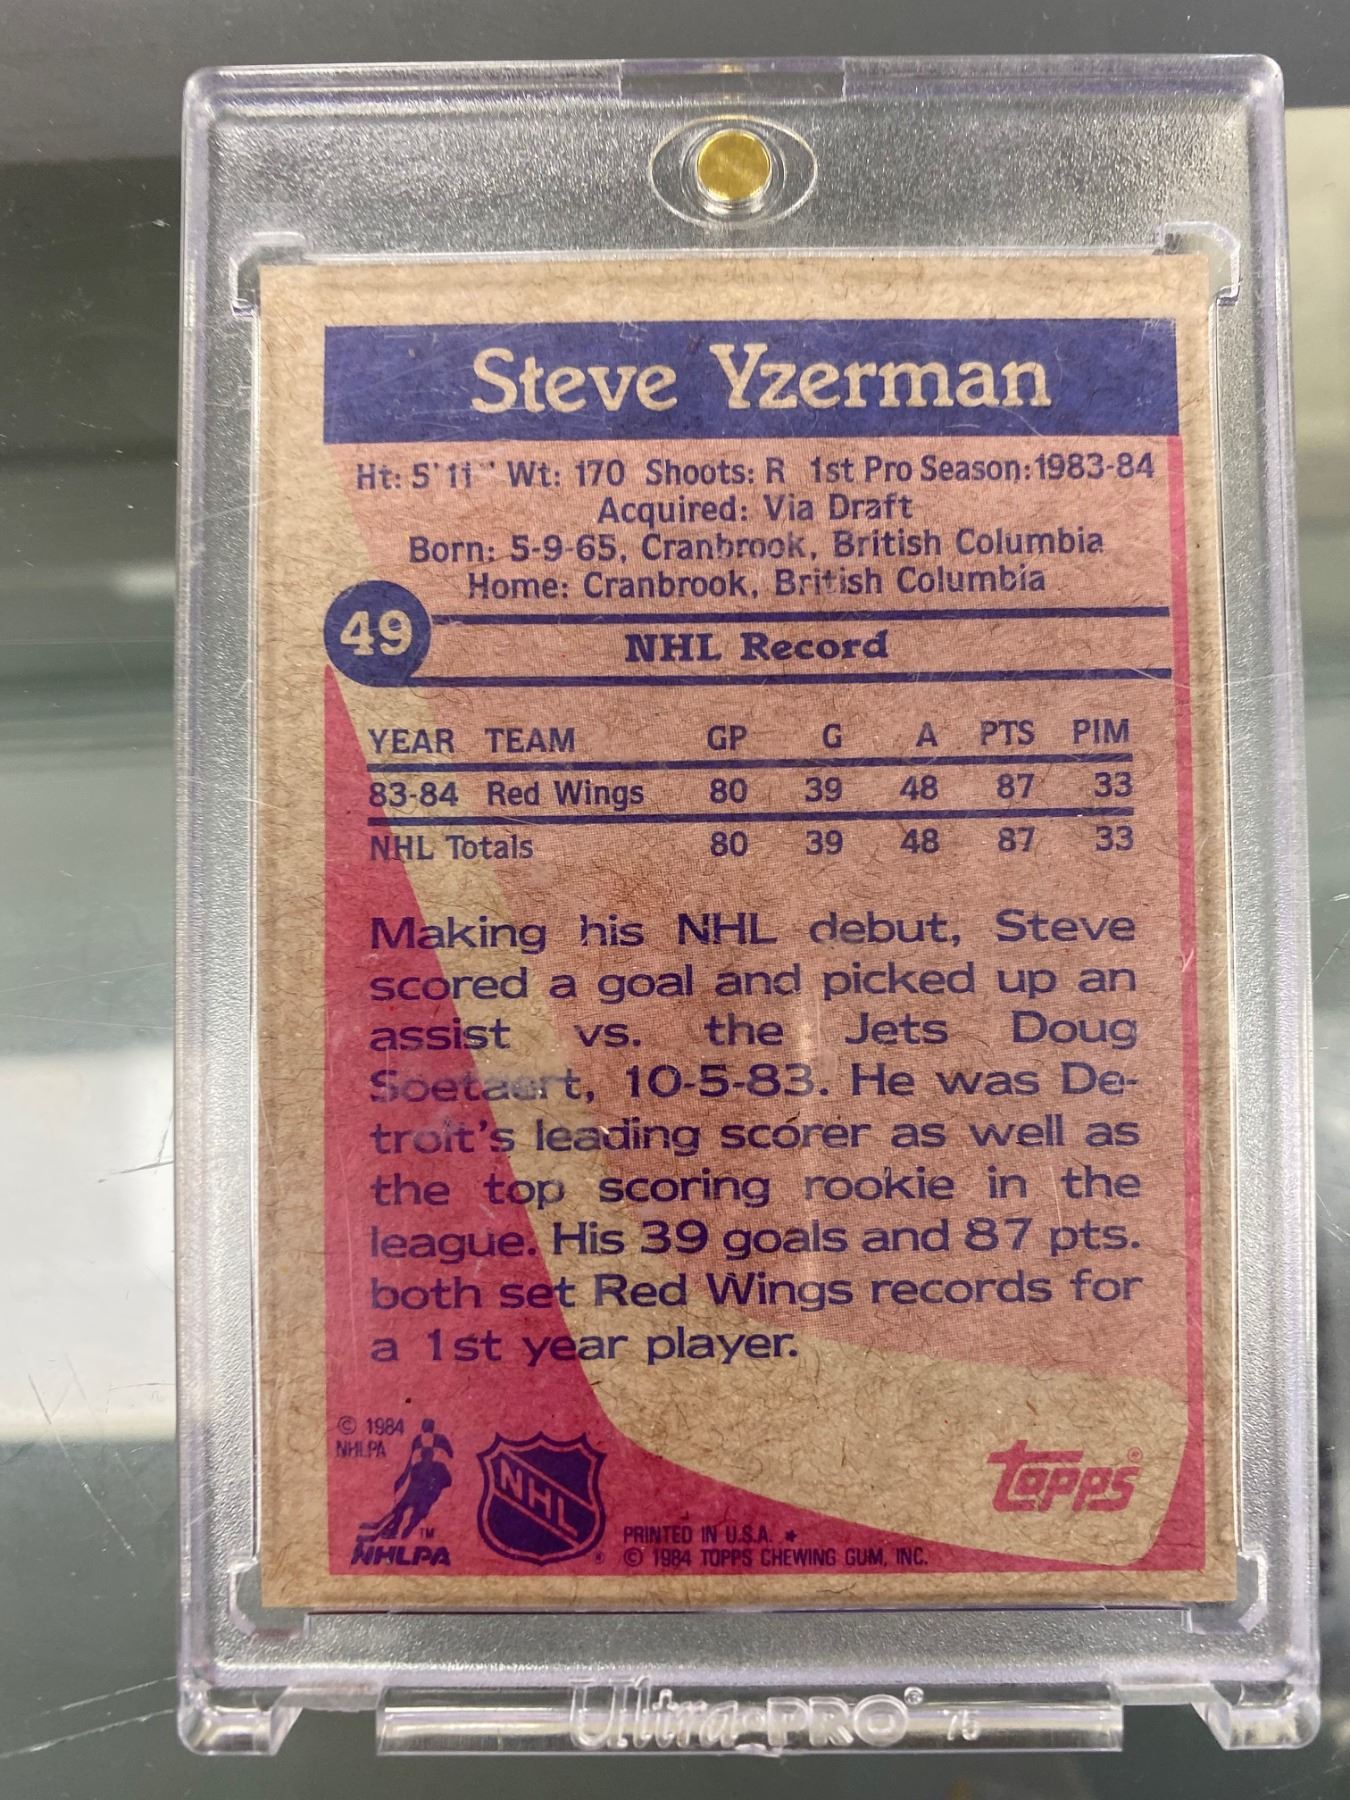 Steve Yzerman
Ht: 5'11" Wt: 170 Shoots: R 1st Pro Season: 1983-84
Acquired: Via Draft
Born: 5-9-65, Cranbrook, British Columbia
Home: Cranbrook, British Columbia
49
NHL Record
YEAR TEAM GP G A PTS PIM
83-84 Red Wings 80 39 48 87 33
NHL Totals 80 39 48 87 33
Making his NHL debut, Steve
scored a goal and picked up an
assist vs. the Jets Doug
Soetaert, 10-5-83. He was De-
troit's leading scorer as well as
the top scoring rookie in the
league. His 39 goals and 87 pts.
both set Red Wings records for
a 1st year player.
© 1984
NHLPA
TM
NHLPA
NHL
®
PRINTED IN U.S.A. *
© 1984 TOPPS CHEWING GUM, INC.
topps®
Ultra·PRO® 75